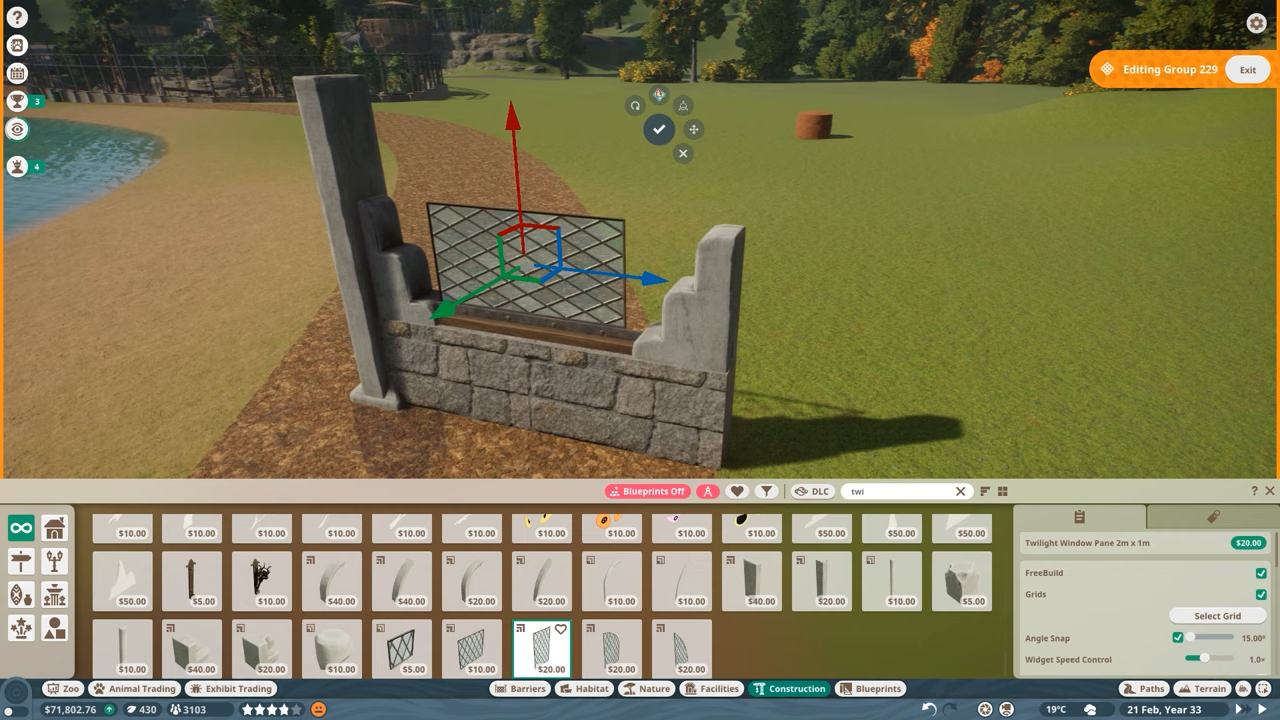 ?
3
4
Editing Group 229
Exit
Blueprints Off
DLC
twi
?
$10.00
$10.00
$10.00
$10.00
$10.00
$10.00
$10.00
$10.00
$10.00
$10.00
$50.00
$50.00
$50.00
$50.00
$5.00
$10.00
$40.00
$40.00
$20.00
$20.00
$10.00
$10.00
$40.00
$20.00
$10.00
$5.00
$10.00
$40.00
$20.00
$10.00
$5.00
$10.00
$20.00
$20.00
$20.00
Twilight Window Pane 2m x 1m
$20.00
FreeBuild
Grids
Select Grid
Angle Snap
15.00°
Widget Speed Control
1.0×
Zoo
Animal Trading
Exhibit Trading
Barriers
Habitat
Nature
Facilities
Construction
Blueprints
Paths
Terrain
$71,802.76
430
3103
19°C
21 Feb, Year 33